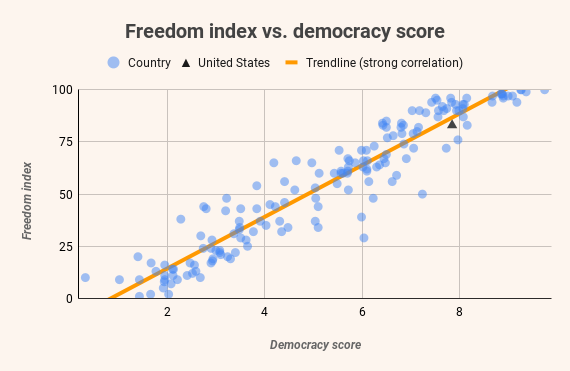 Freedom index vs. democracy score
Country United States Trendline (strong correlation)
100
75
50
25
0
Freedom index
2 4 6 8
Democracy score